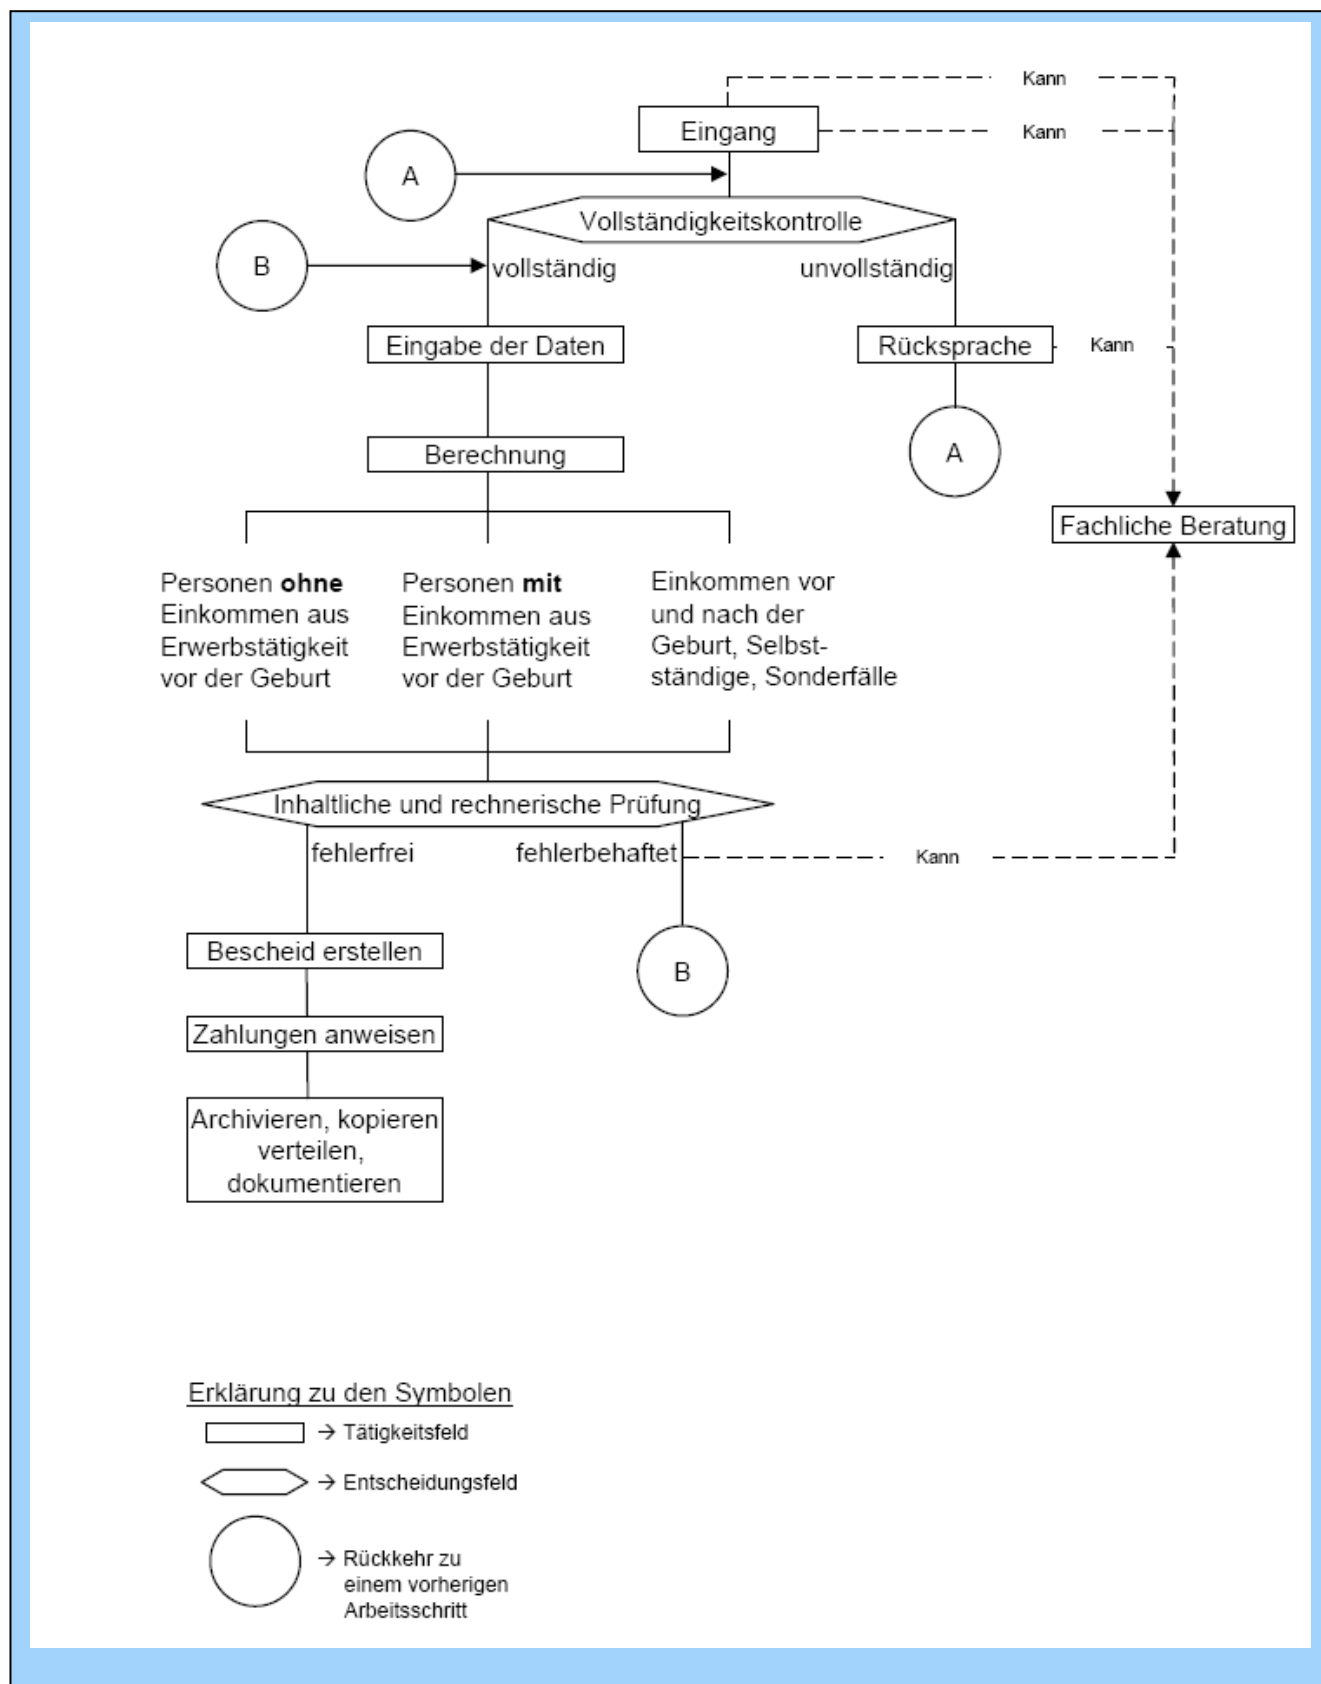 Kann
Eingang
Kann
A
Vollständigkeitskontrolle
B
vollständig
unvollständig
Eingabe der Daten
Rücksprache
Kann
Berechnung
A
Fachliche Beratung
Personen ohne
Einkommen aus
Erwerbstätigkeit
vor der Geburt
Personen mit
Einkommen aus
Erwerbstätigkeit
vor der Geburt
Einkommen vor
und nach der
Geburt, Selbst-
ständige, Sonderfälle
Inhaltliche und rechnerische Prüfung
fehlerfrei
fehlerbehaftet
Kann
Bescheid erstellen
B
Zahlungen anweisen
Archivieren, kopieren
verteilen,
dokumentieren
Erklärung zu den Symbolen
→ Tätigkeitsfeld
→ Entscheidungsfeld
→ Rückkehr zu
einem vorherigen
Arbeitsschritt